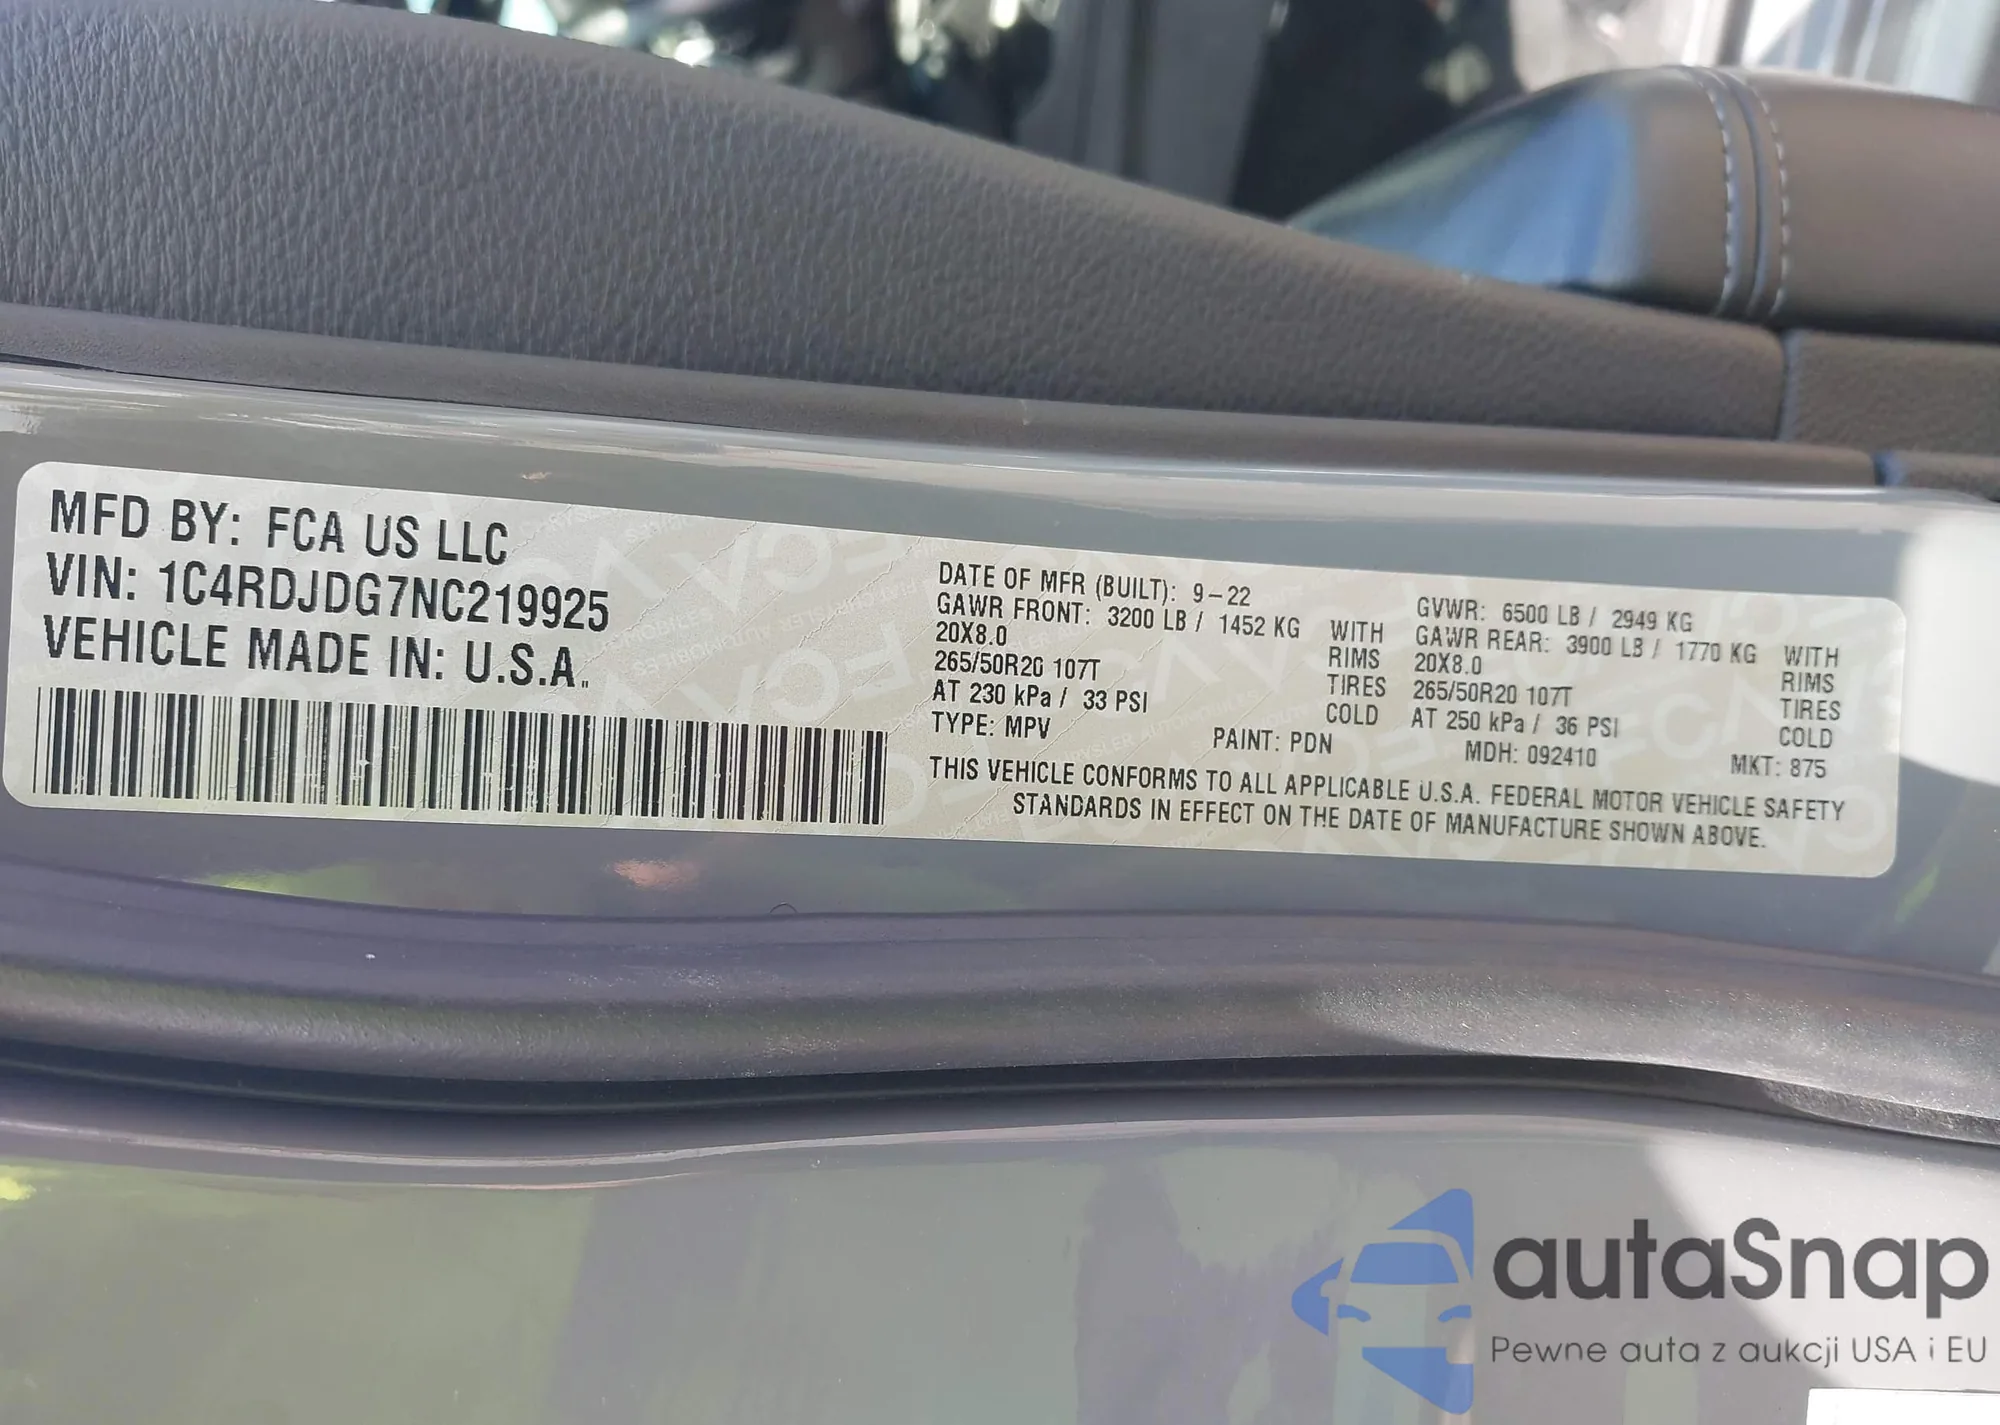 MFD BY: FCA US LLC
VIN: 1C4RDJDG7NC219925
VEHICLE MADE IN: U.S.A.
DATE OF MFR (BUILT): 9-22
GAWR FRONT: 3200 LB / 1452 KG WITH
20X8.0 RIMS
265/50R20 107T TIRES
AT 230 kPa / 33 PSI COLD
TYPE: MPV PAINT: PDN
GVWR: 6500 LB / 2949 KG
GAWR REAR: 3900 LB / 1770 KG WITH
20X8.0 RIMS
265/50R20 107T TIRES
AT 250 kPa / 36 PSI COLD
MDH: 092410 MKT: 875
THIS VEHICLE CONFORMS TO ALL APPLICABLE U.S.A. FEDERAL MOTOR VEHICLE SAFETY
STANDARDS IN EFFECT ON THE DATE OF MANUFACTURE SHOWN ABOVE.
autaSnap
Pewne auta z aukcji USA i EU